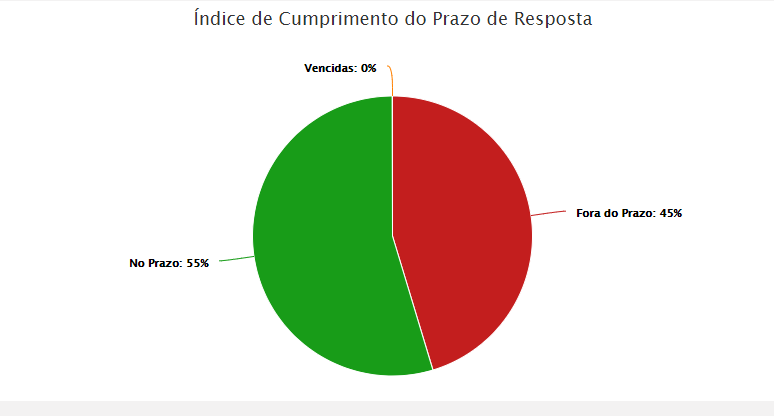 Índice de Cumprimento do Prazo de Resposta
Vencidas: 0%
Fora do Prazo: 45%
No Prazo: 55%